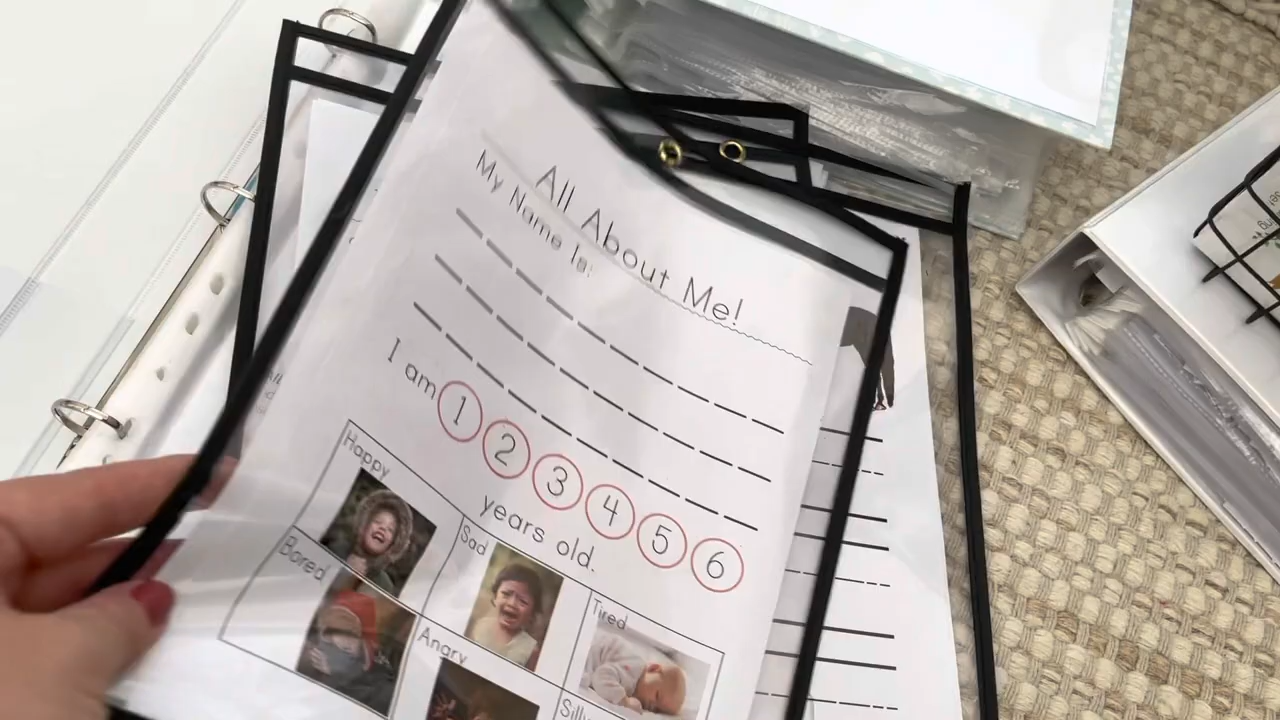 All About Me!
My Name Is:
I am 1 2 3 4 5 6
years old.
Happy
Sad
Tired
Bored
Angry
Silly